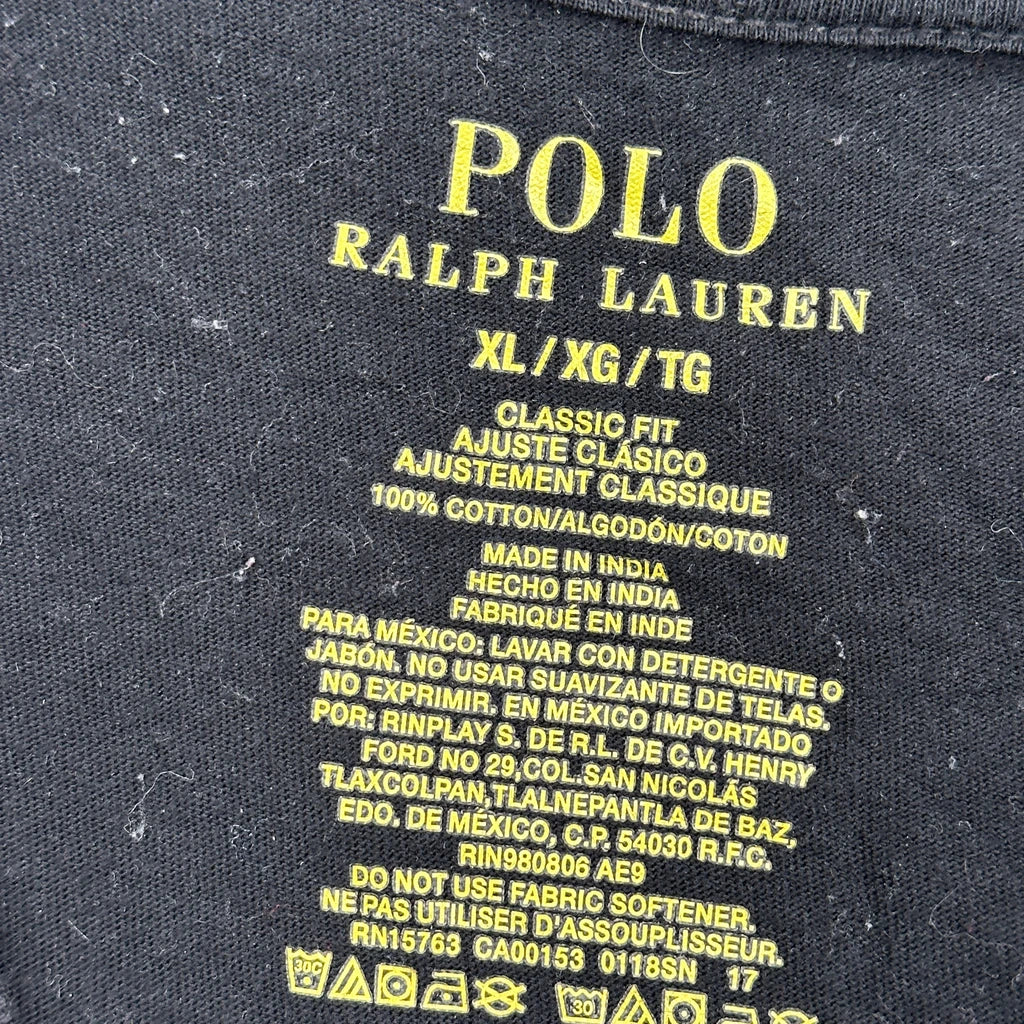 POLO
RALPH LAUREN
XL / XG / TG
CLASSIC FIT
AJUSTE CLÁSICO
AJUSTEMENT CLASSIQUE
100% COTTON/ALGODÓN/COTON
MADE IN INDIA
HECHO EN INDIA
FABRIQUÉ EN INDE
PARA MÉXICO: LAVAR CON DETERGENTE O
JABÓN. NO USAR SUAVIZANTE DE TELAS.
NO EXPRIMIR. EN MÉXICO IMPORTADO
POR: RINPLAY S. DE R.L. DE C.V. HENRY
FORD NO 29,COL.SAN NICOLÃS
TLAXCOLPAN,TLALNEPANTLA DE BAZ,
EDO. DE MÉXICO, C.P. 54030 R.F.C.
RIN980806 AE9
DO NOT USE FABRIC SOFTENER.
NE PAS UTILISER D'ASSOUPLISSEUR.
RN15763 CA00153 0118SN 17
30C 30